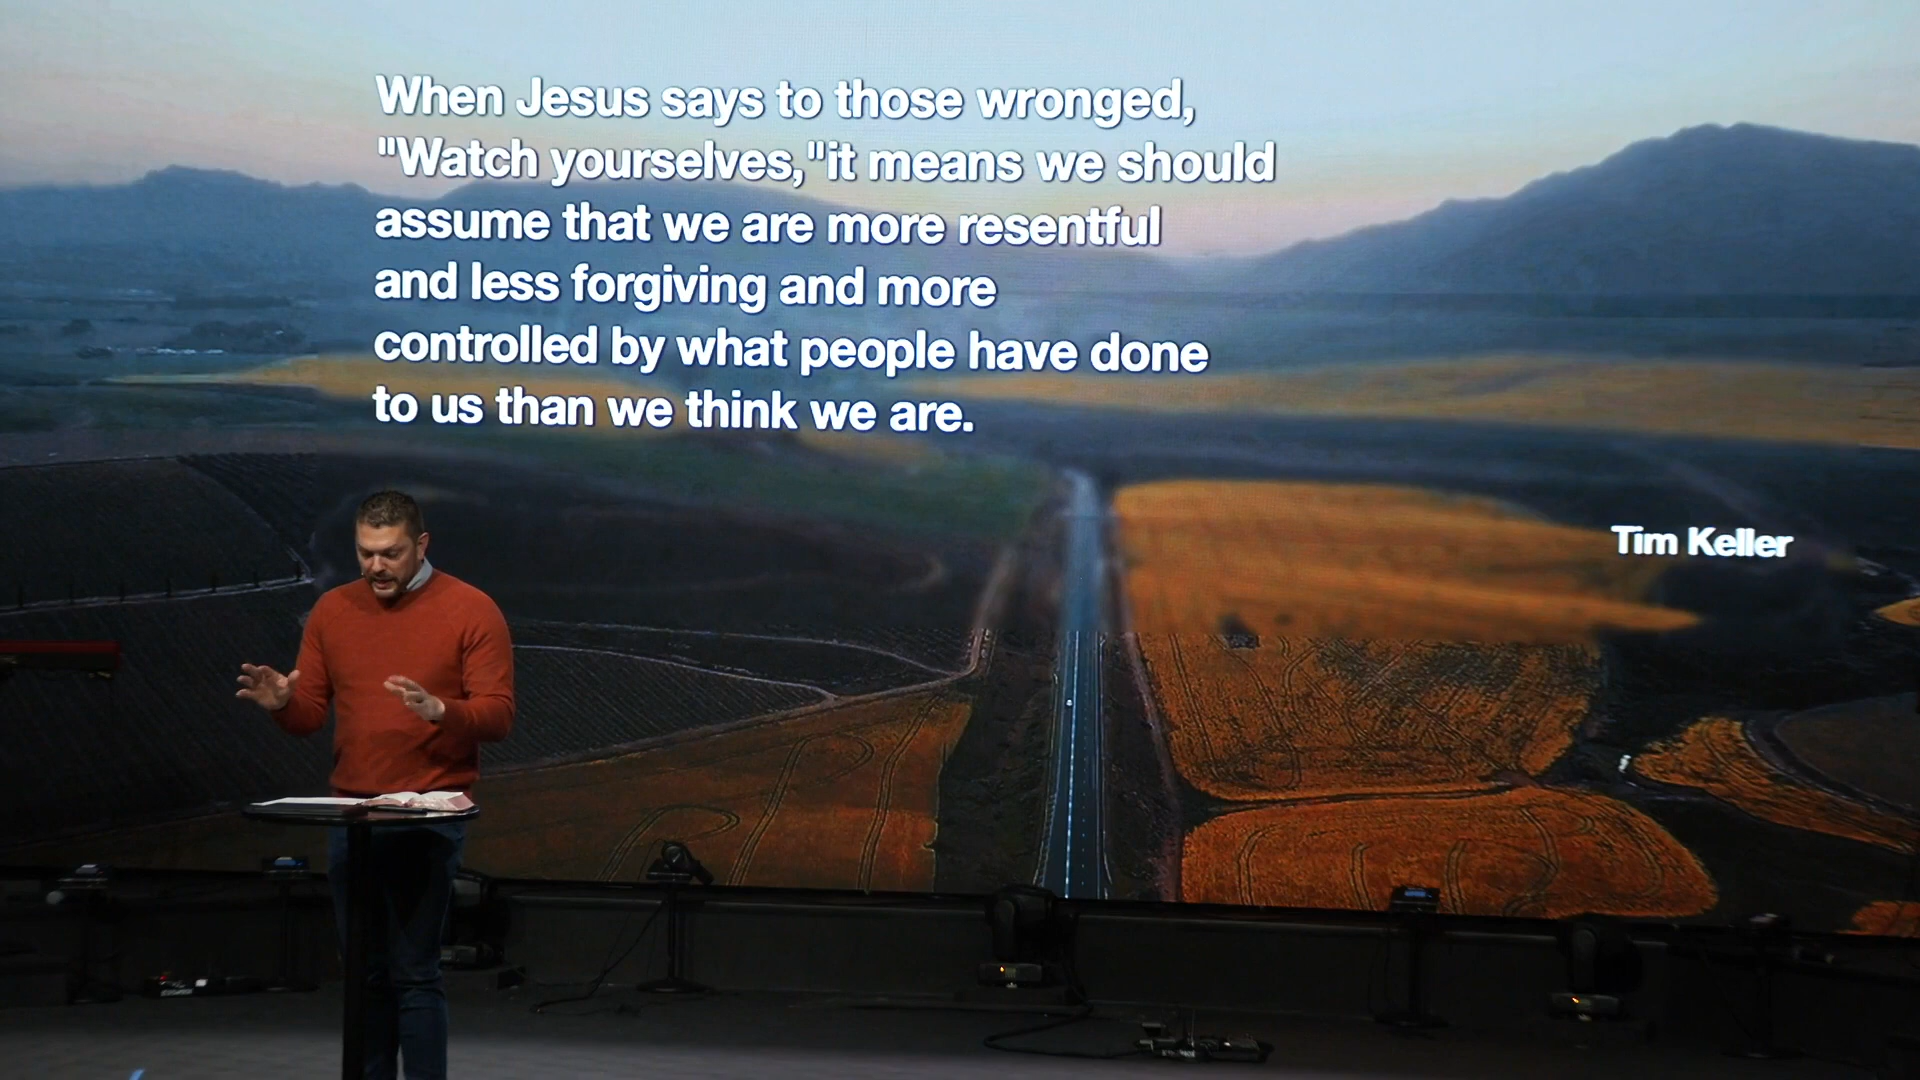 When Jesus says to those wronged,
"Watch yourselves,"it means we should
assume that we are more resentful
and less forgiving and more
controlled by what people have done
to us than we think we are.
Tim Keller